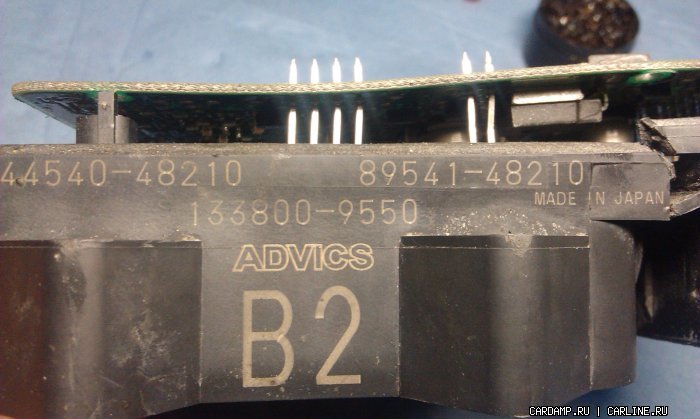 44540-48210 89541-48210
MADE IN JAPAN
133800-9550
ADVICS
B2
CARDAMP.RU | CARLINE.RU